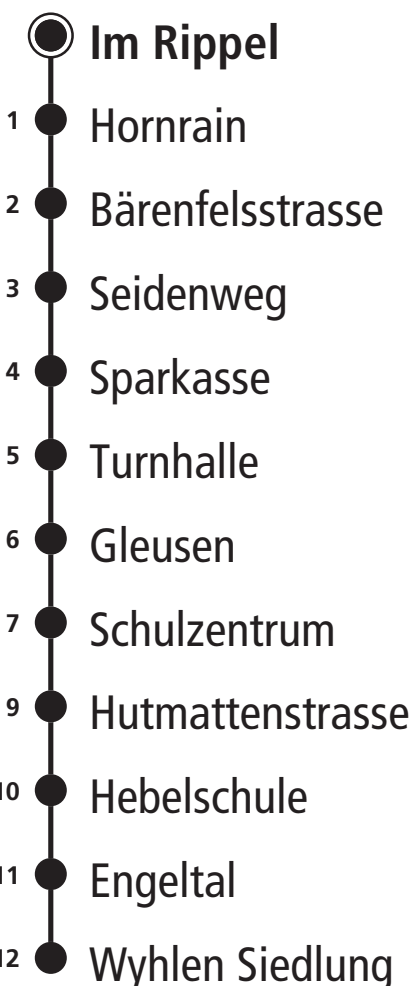 Im Rippel
1 Hornrain
2 Bärenfelsstrasse
3 Seidenweg
4 Sparkasse
5 Turnhalle
6 Gleusen
7 Schulzentrum
9 Hutmattenstrasse
10 Hebelschule
11 Engeltal
12 Wyhlen Siedlung